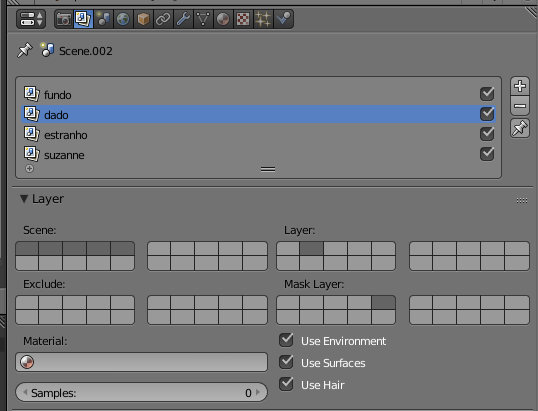 Scene.002
fundo
dado
estranho
suzanne
Layer
Scene: Layer:
Exclude: Mask Layer:
Material: Use Environment
Use Surfaces
Samples: 0 Use Hair